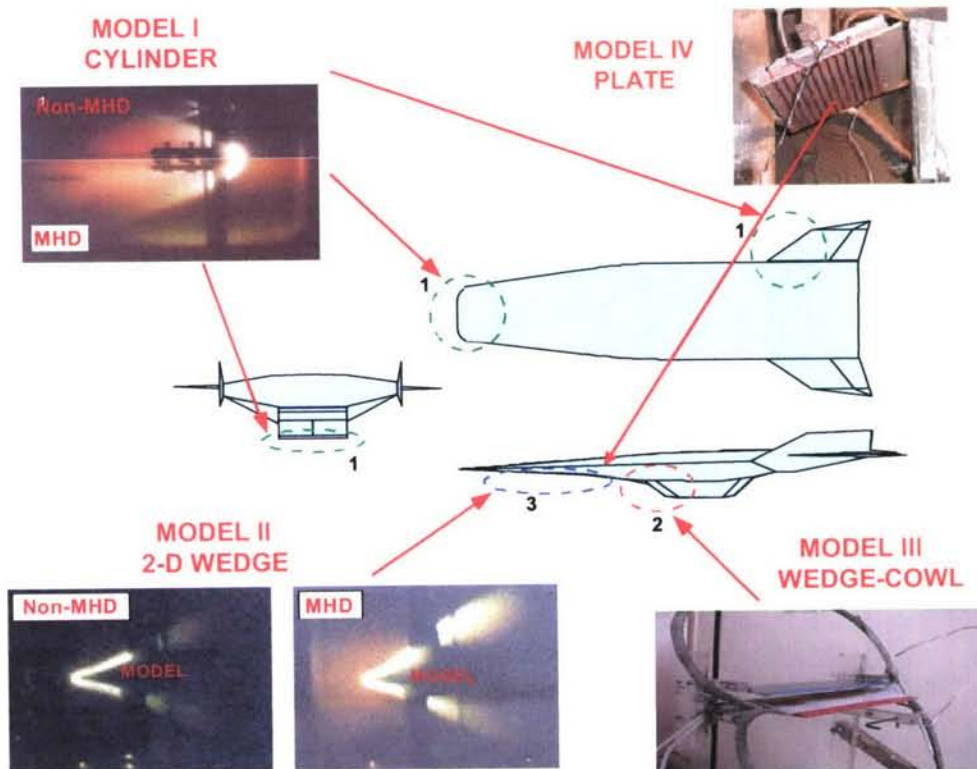 MODEL I
CYLINDER
Non-MHD
MHD
MODEL IV
PLATE
1
1
1
3
2
MODEL II
2-D WEDGE
Non-MHD
MODEL
MHD
MODEL
MODEL III
WEDGE-COWL